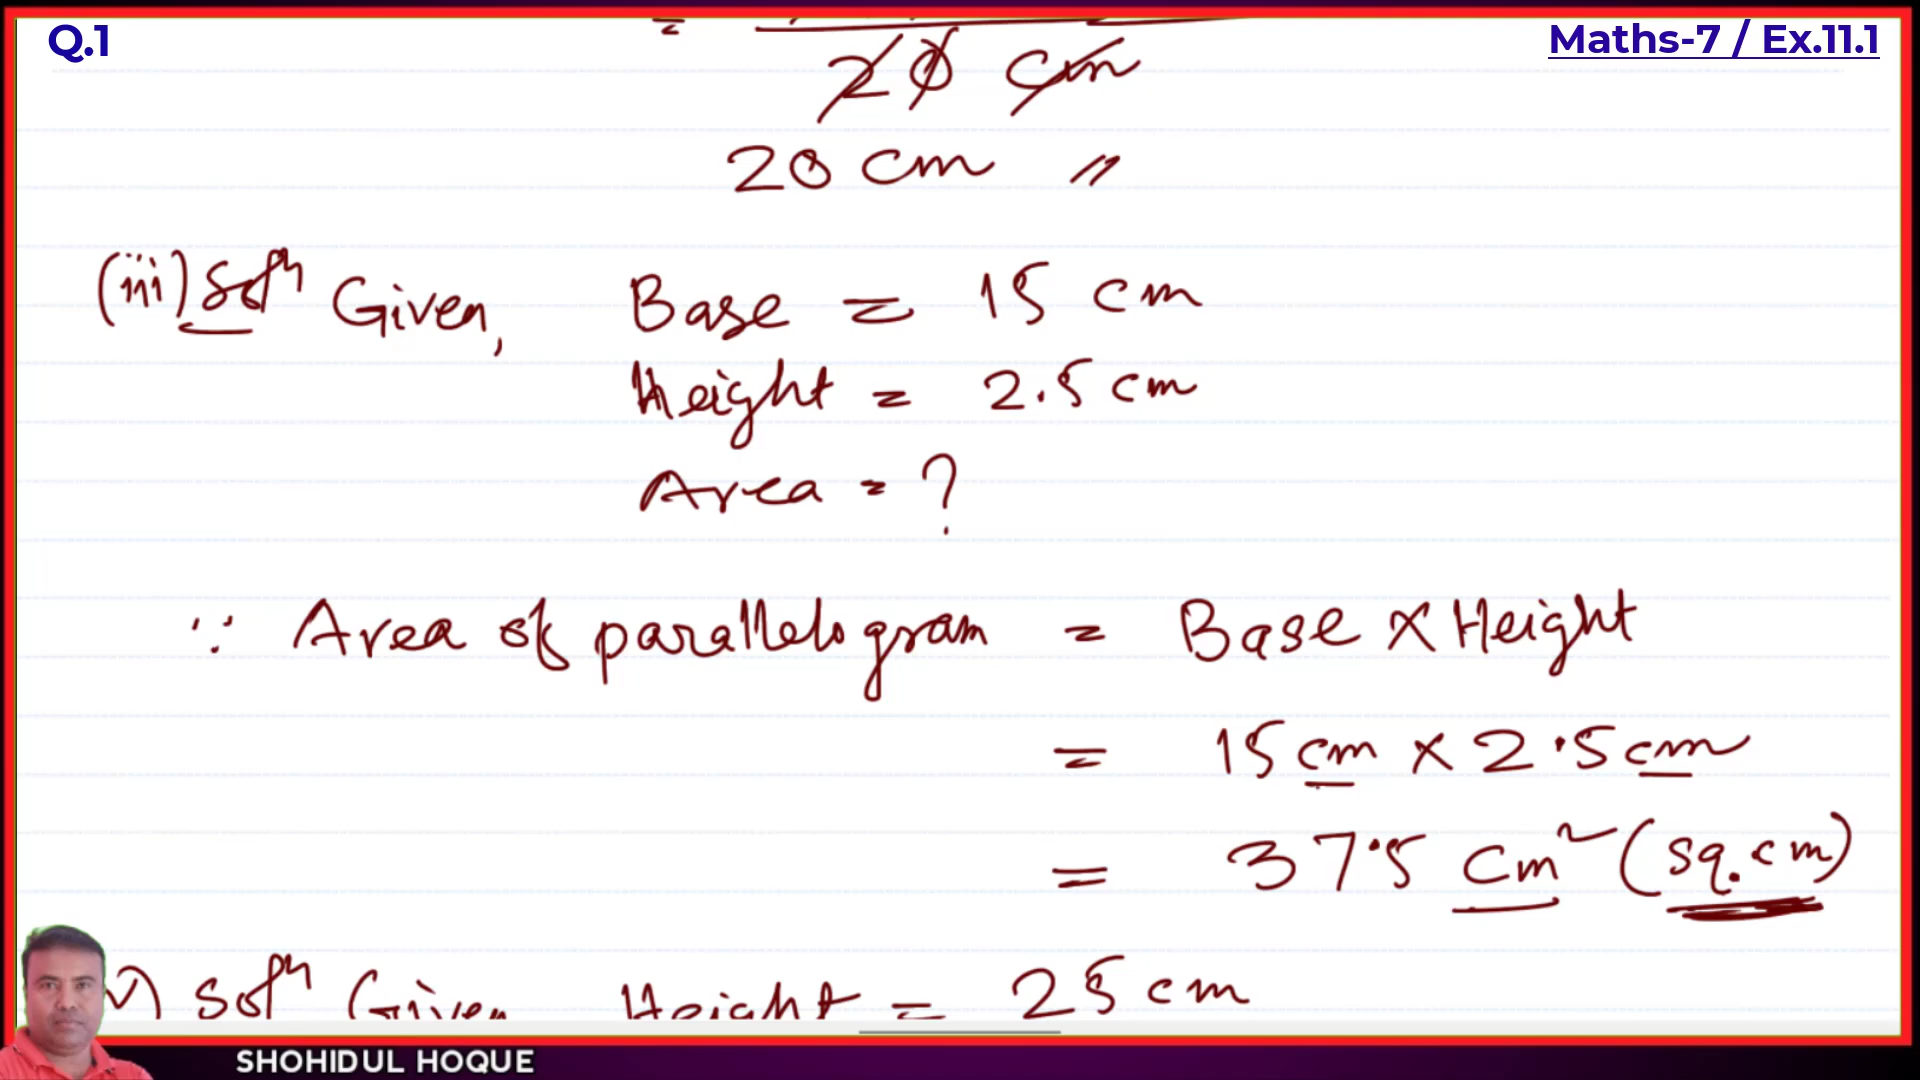 Q.1
Maths-7 / Ex.11.1
=
20 cm
20 cm //
(iii) Solⁿ Given, Base = 15 cm
Height = 2.5 cm
Area = ?
∵ Area of parallelogram = Base × Height
= 15 cm × 2.5 cm
= 37.5 cm² (sq. cm)
v) Solⁿ Given Height = 25 cm
SHOHIDUL HOQUE